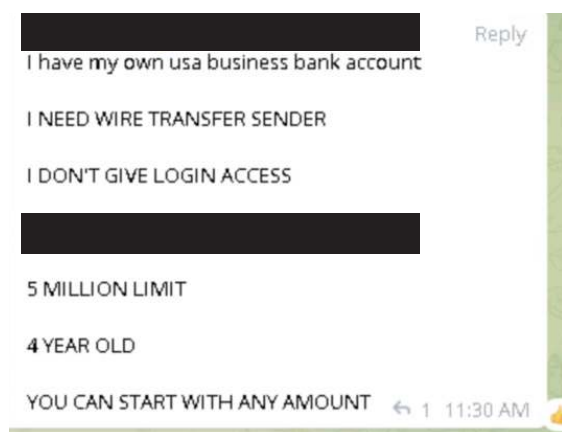 Reply
I have my own usa business bank account
I NEED WIRE TRANSFER SENDER
I DON'T GIVE LOGIN ACCESS
5 MILLION LIMIT
4 YEAR OLD
YOU CAN START WITH ANY AMOUNT 1 11:30 AM